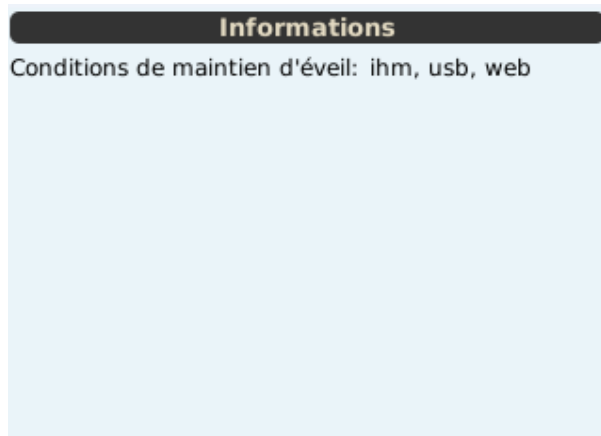 Informations
Conditions de maintien d'éveil: ihm, usb, web